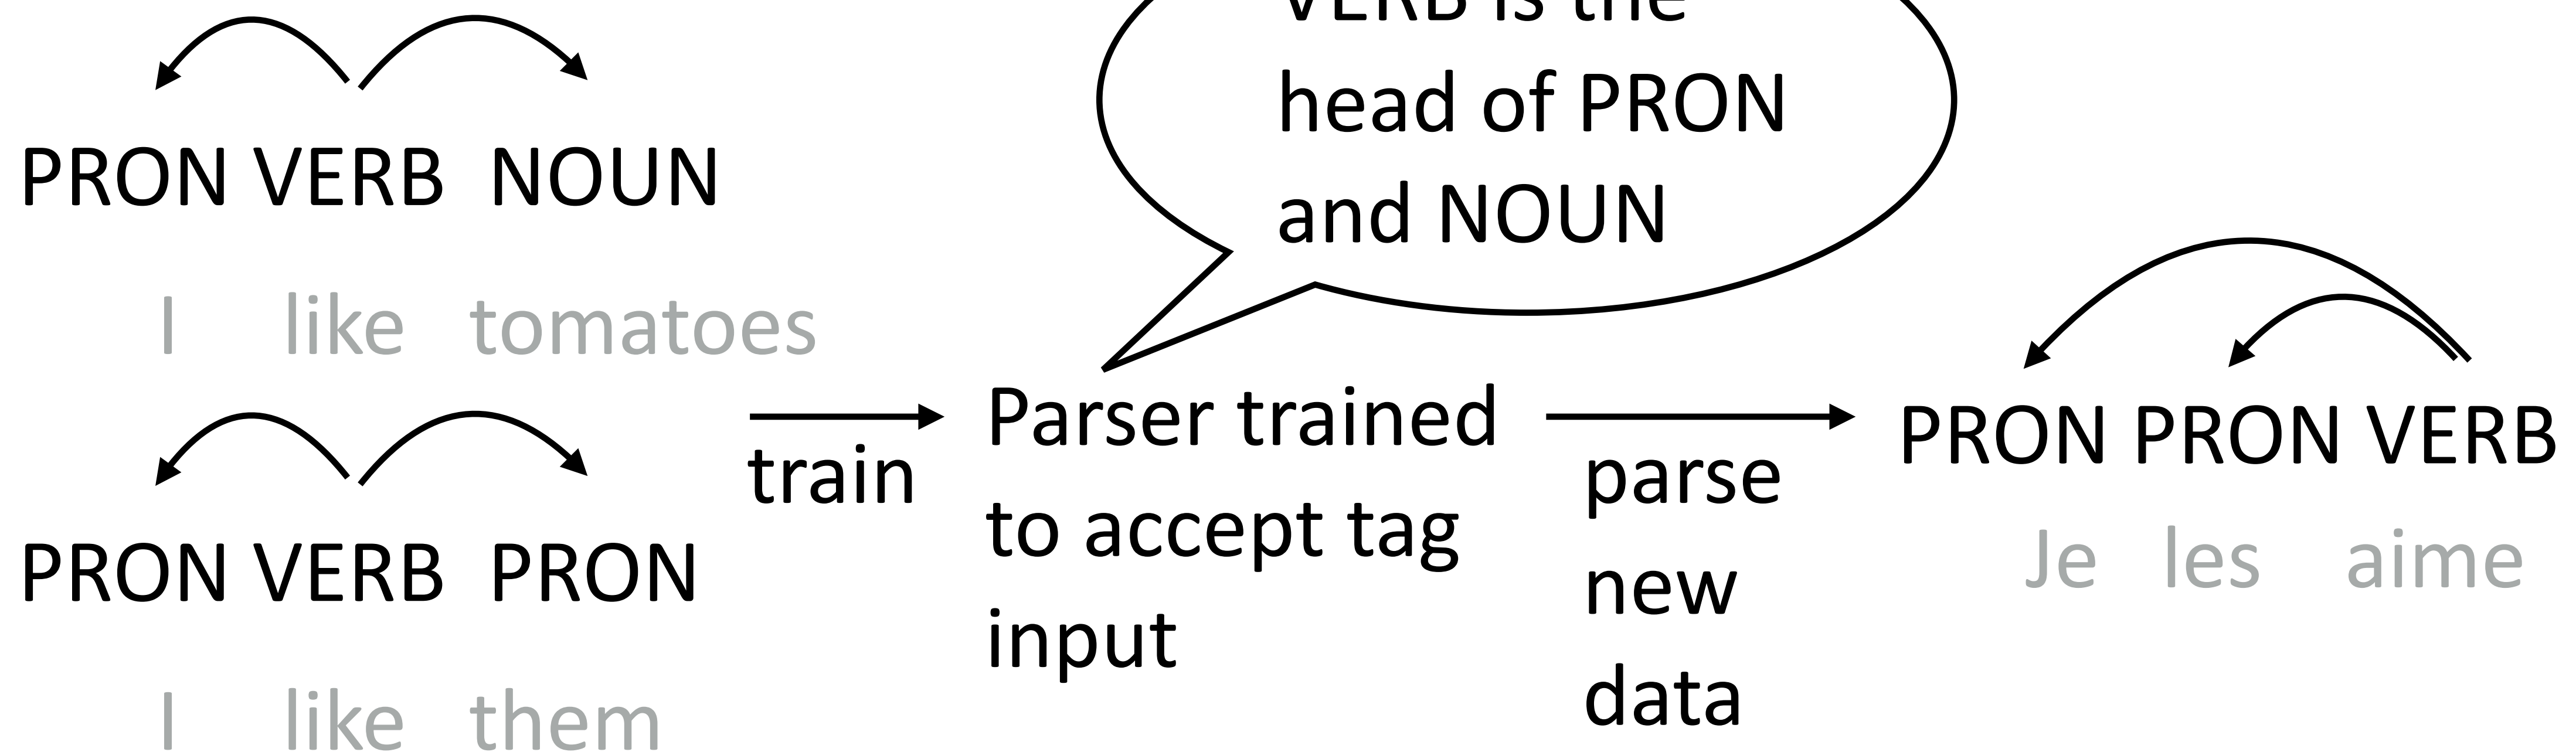 PRON VERB NOUN
I like tomatoes
PRON VERB PRON
I like them
train
VERB is the
head of PRON
and NOUN
Parser trained
to accept tag
input
parse
new
data
PRON PRON VERB
Je les aime